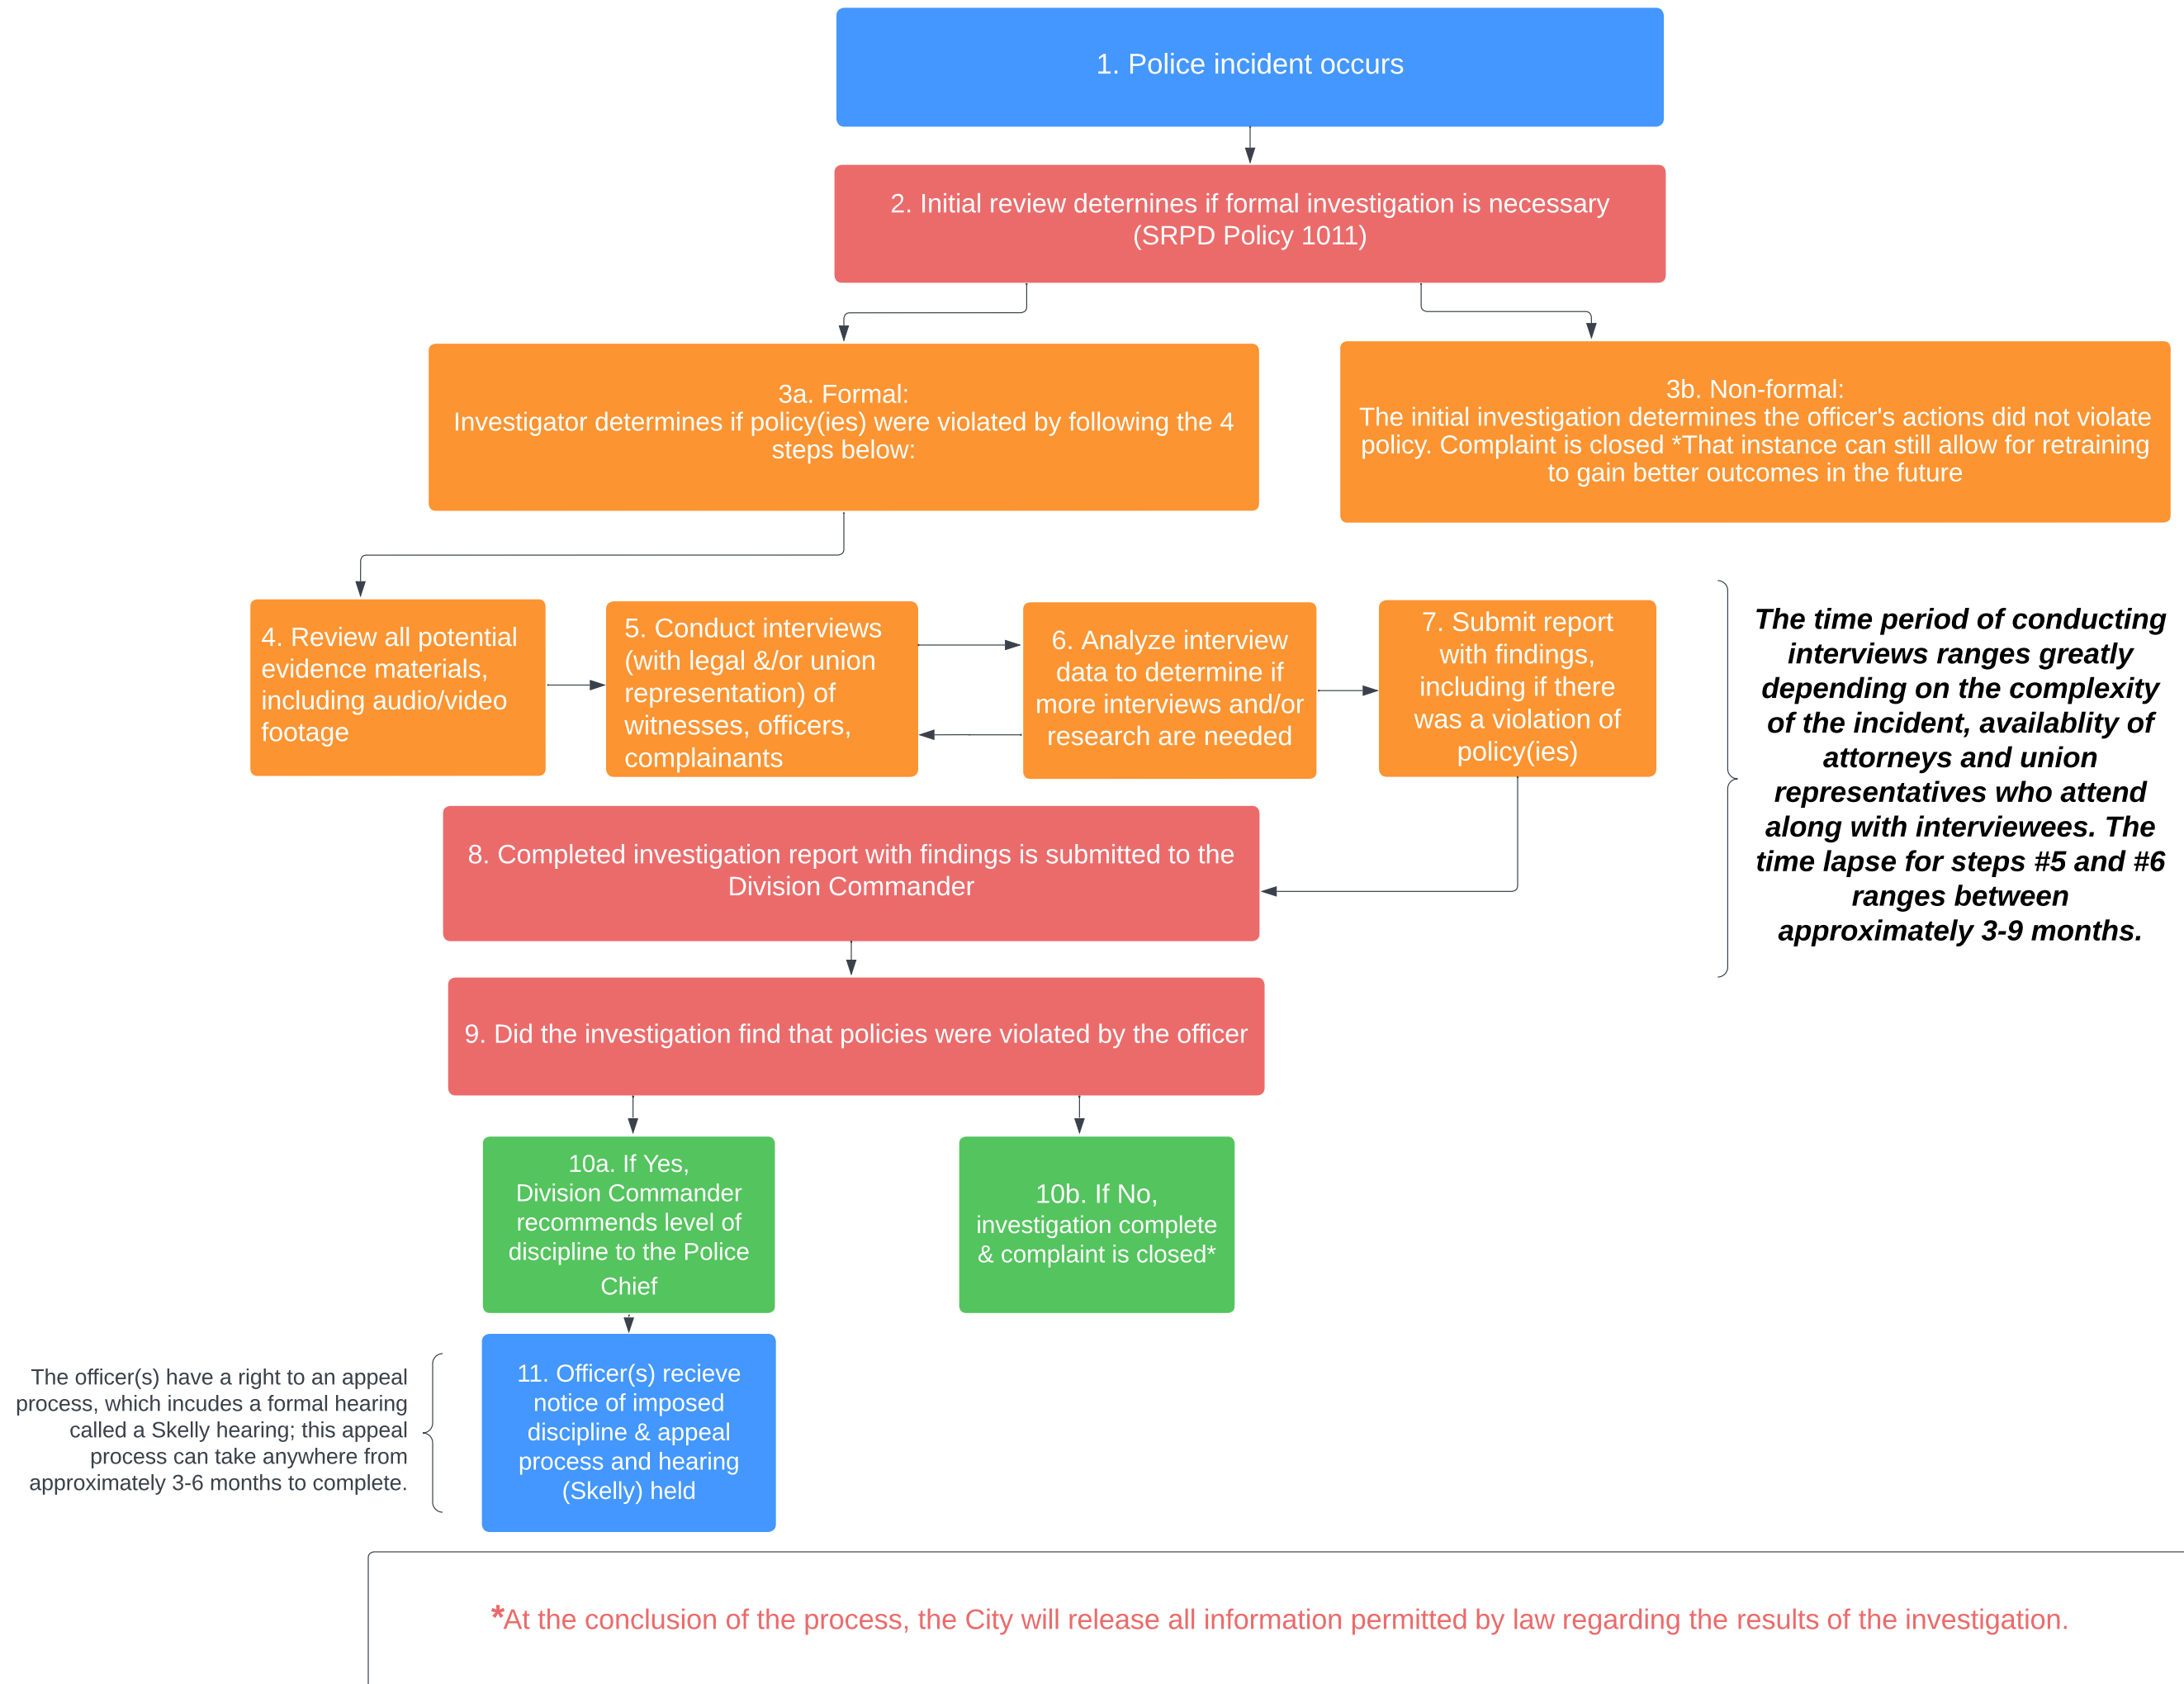 1. Police incident occurs
2. Initial review deternines if formal investigation is necessary
(SRPD Policy 1011)
3a. Formal:
Investigator determines if policy(ies) were violated by following the 4
steps below:
3b. Non-formal:
The initial investigation determines the officer's actions did not violate
policy. Complaint is closed *That instance can still allow for retraining
to gain better outcomes in the future
4. Review all potential
evidence materials,
including audio/video
footage
5. Conduct interviews
(with legal &/or union
representation) of
witnesses, officers,
complainants
6. Analyze interview
data to determine if
more interviews and/or
research are needed
7. Submit report
with findings,
including if there
was a violation of
policy(ies)
The time period of conducting
interviews ranges greatly
depending on the complexity
of the incident, availablity of
attorneys and union
representatives who attend
along with interviewees. The
time lapse for steps #5 and #6
ranges between
approximately 3-9 months.
8. Completed investigation report with findings is submitted to the
Division Commander
9. Did the investigation find that policies were violated by the officer
10a. If Yes,
Division Commander
recommends level of
discipline to the Police
Chief
10b. If No,
investigation complete
& complaint is closed*
The officer(s) have a right to an appeal
process, which incudes a formal hearing
called a Skelly hearing; this appeal
process can take anywhere from
approximately 3-6 months to complete.
11. Officer(s) recieve
notice of imposed
discipline & appeal
process and hearing
(Skelly) held
*At the conclusion of the process, the City will release all information permitted by law regarding the results of the investigation.